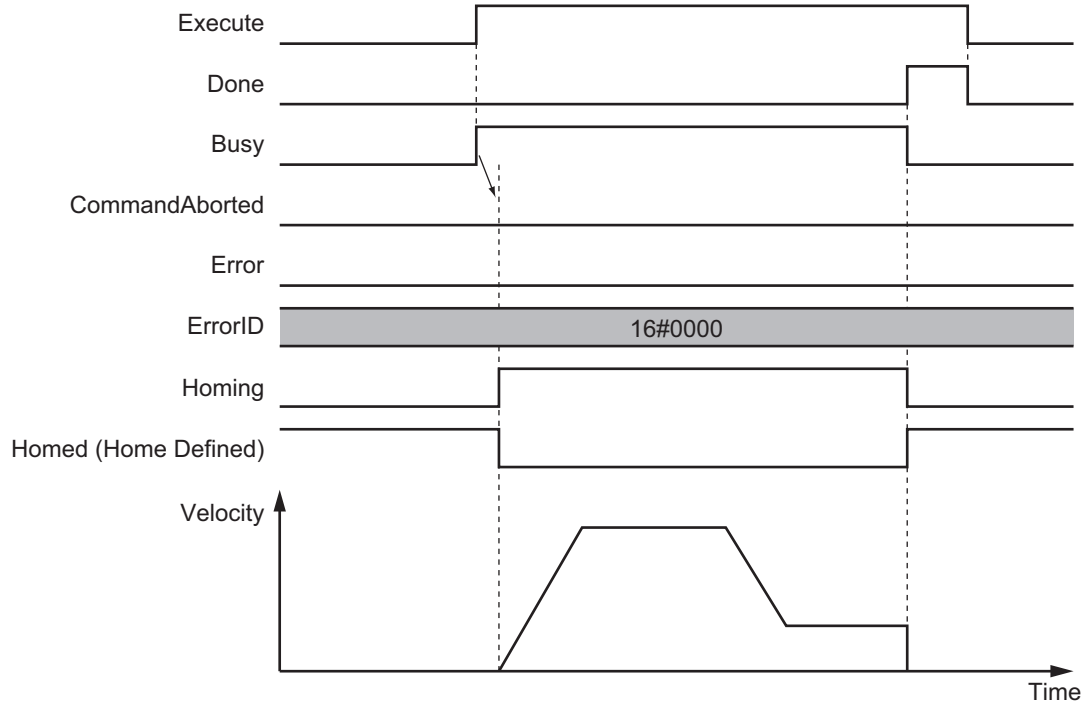 Execute
Done
Busy
CommandAborted
Error
ErrorID
16#0000
Homing
Homed (Home Defined)
Velocity
Time